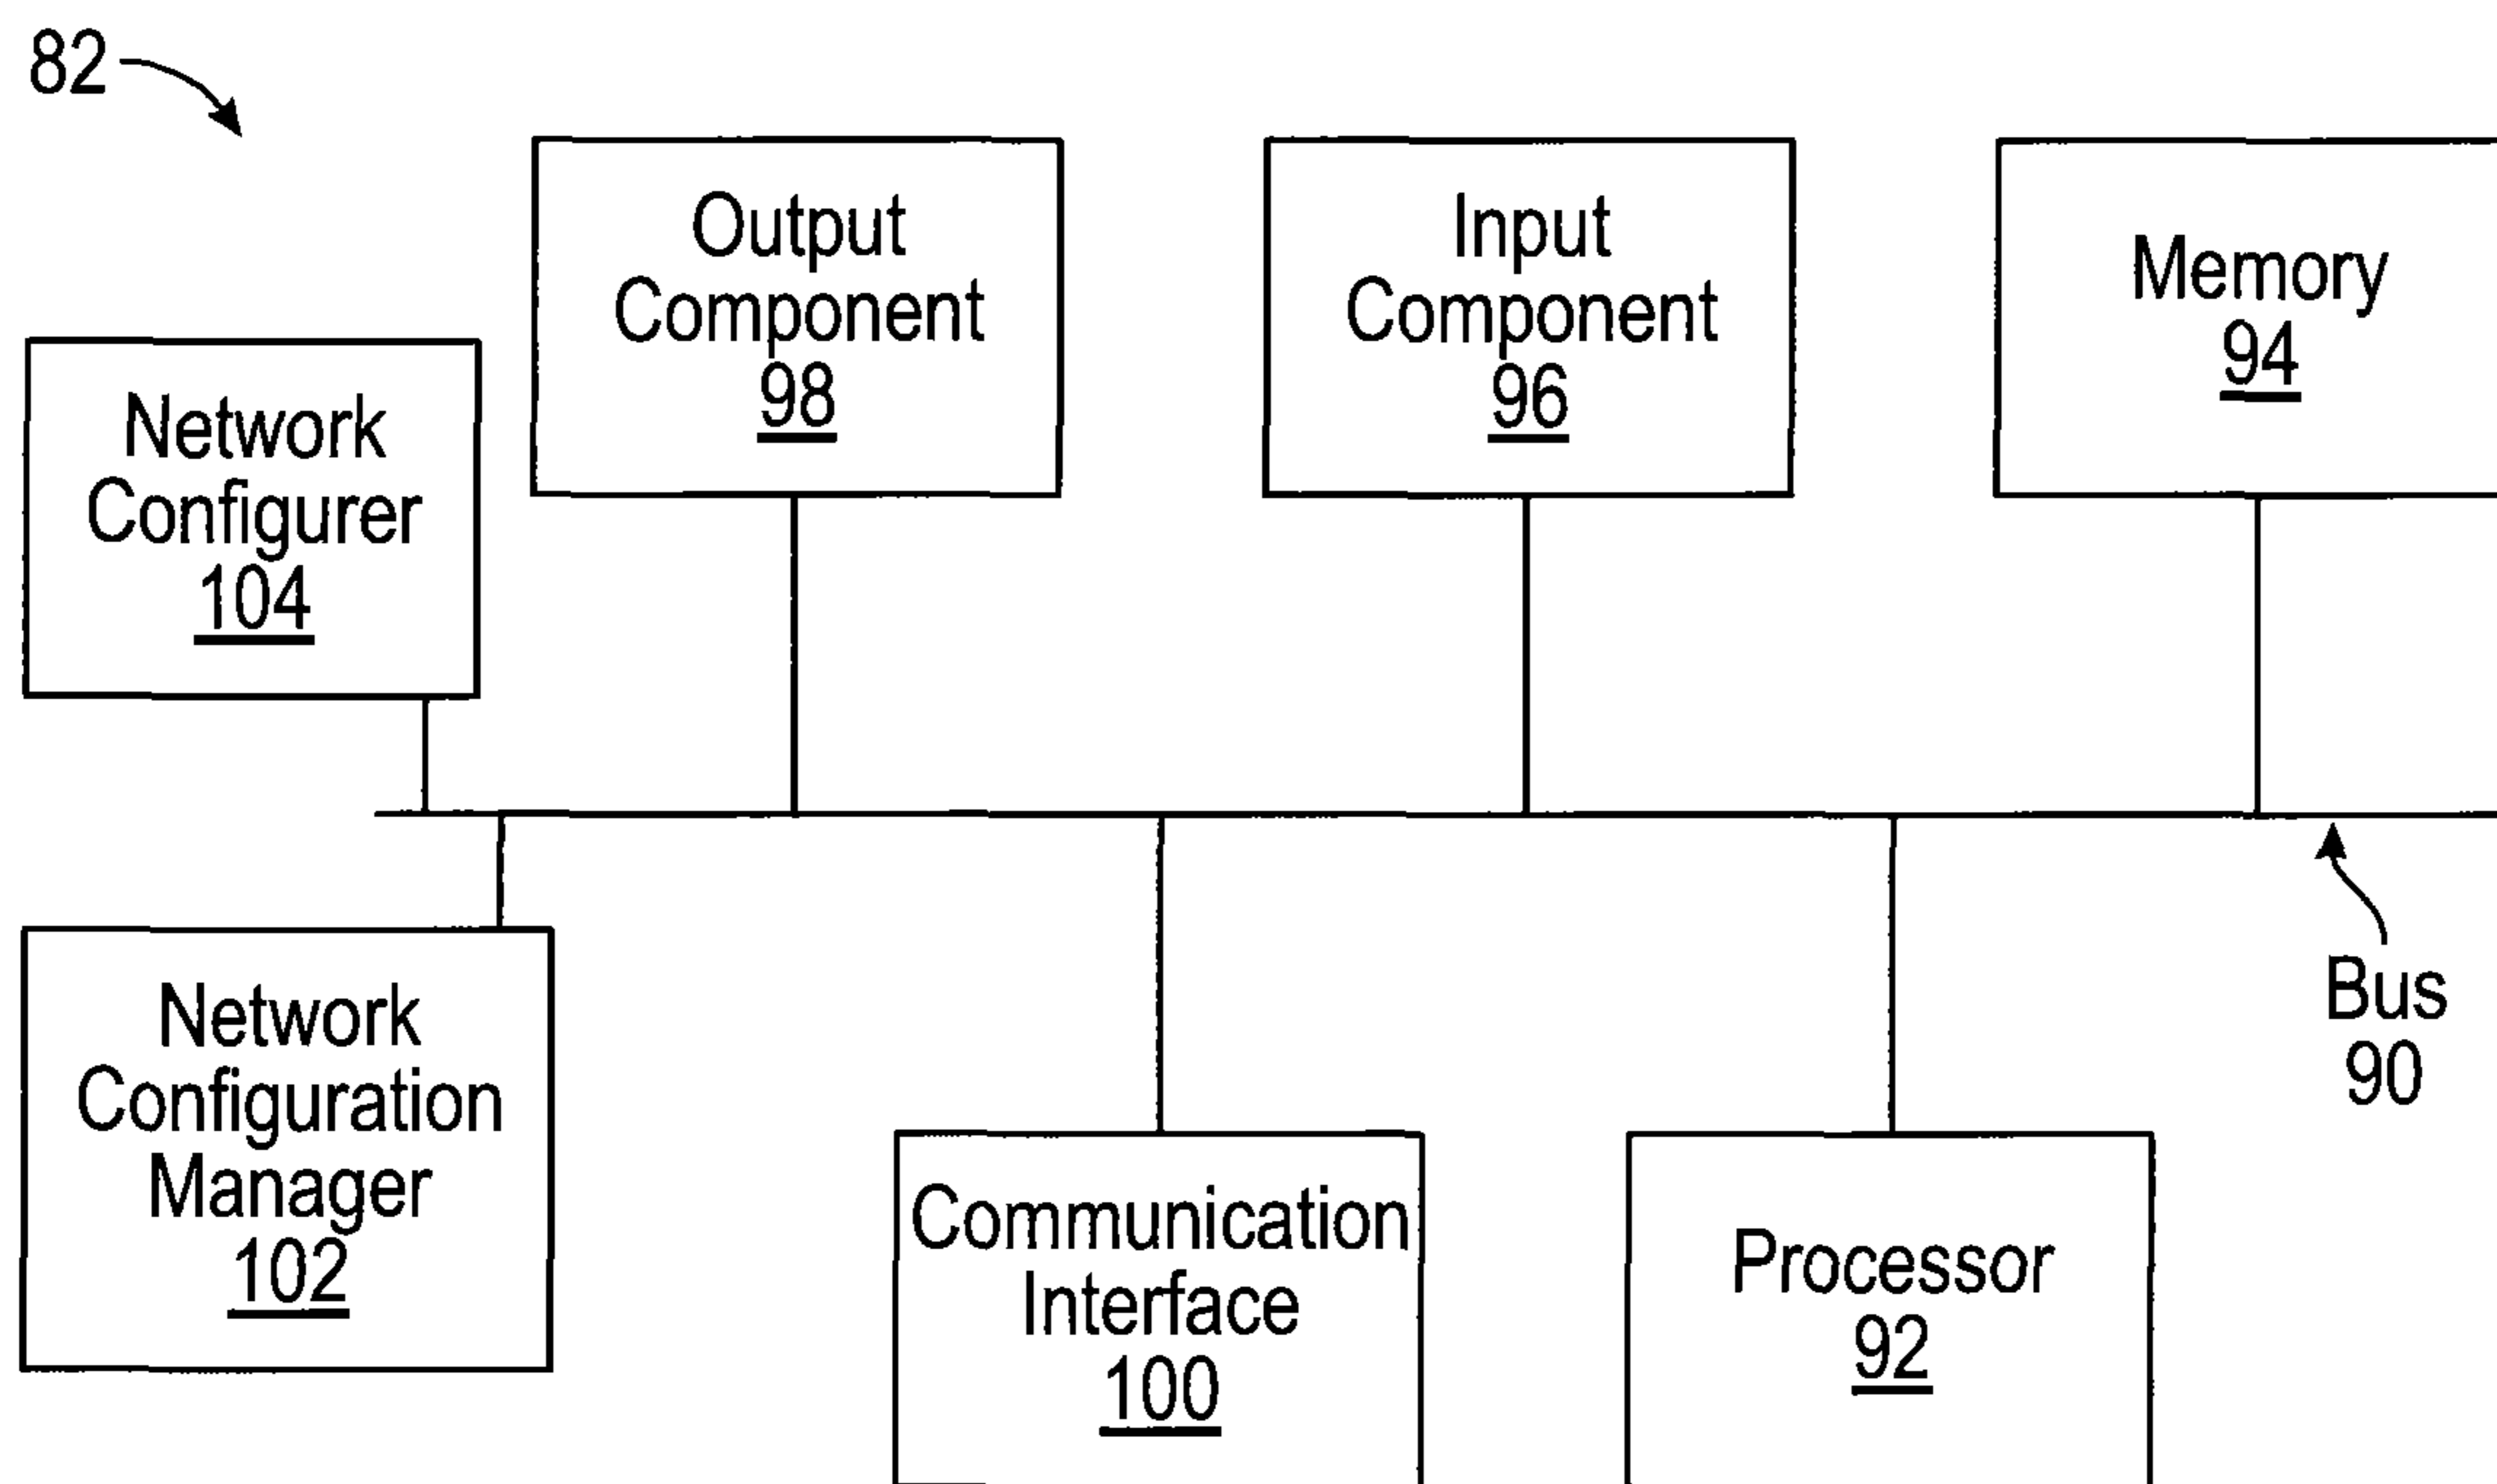 82
Output
Component
98
Input
Component
96
Memory
94
Network
Configurer
104
Bus
90
Network
Configuration
Manager
102
Communication
Interface
100
Processor
92